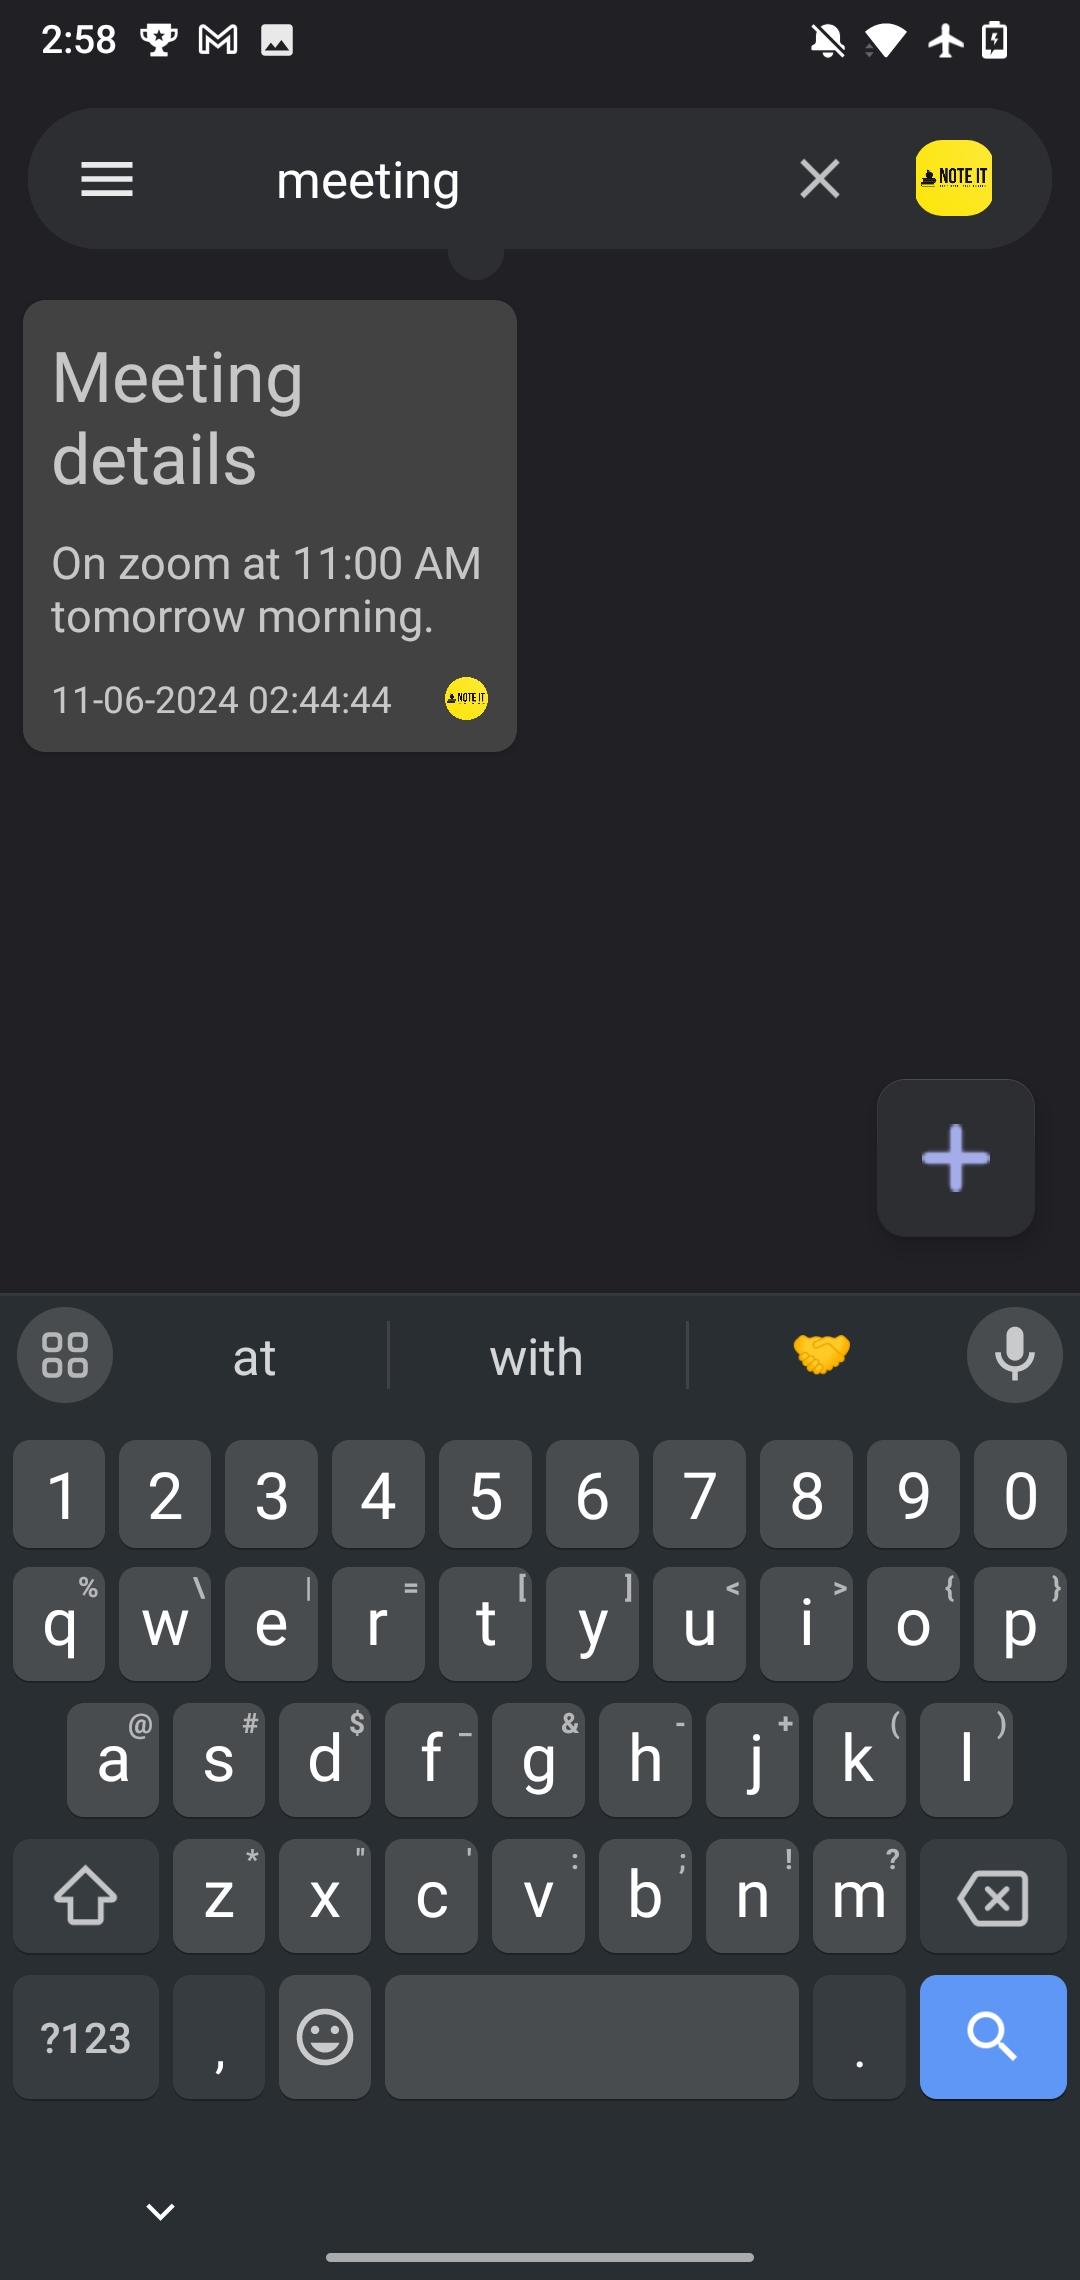 2:58
meeting
NOTE IT
Meeting
details
On zoom at 11:00 AM
tomorrow morning.
11-06-2024 02:44:44
NOTE IT
at with
1 2 3 4 5 6 7 8 9 0
% \ | = [ ] < > { }
q w e r t y u i o p
@ # $ _ & - + ( )
a s d f g h j k l
* " ' : ; ! ?
z x c v b n m
?123 , .